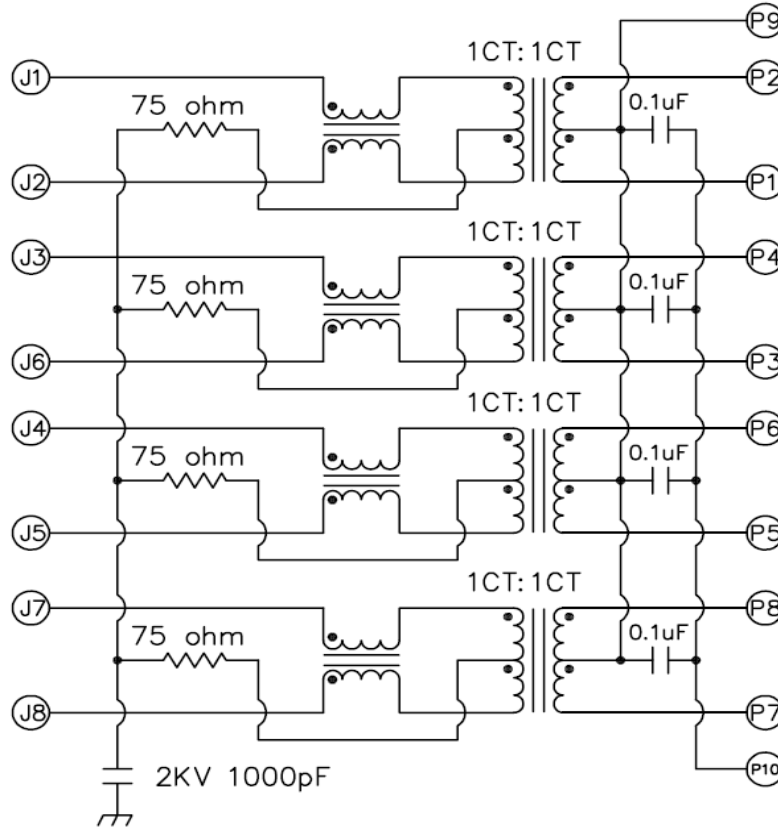 P9
1CT:1CT
J1
P2
75 ohm
0.1uF
J2
P1
1CT:1CT
J3
P4
75 ohm
0.1uF
J6
P3
1CT:1CT
J4
P6
75 ohm
0.1uF
J5
P5
1CT:1CT
J7
P8
75 ohm
0.1uF
J8
P7
2KV 1000pF
P10